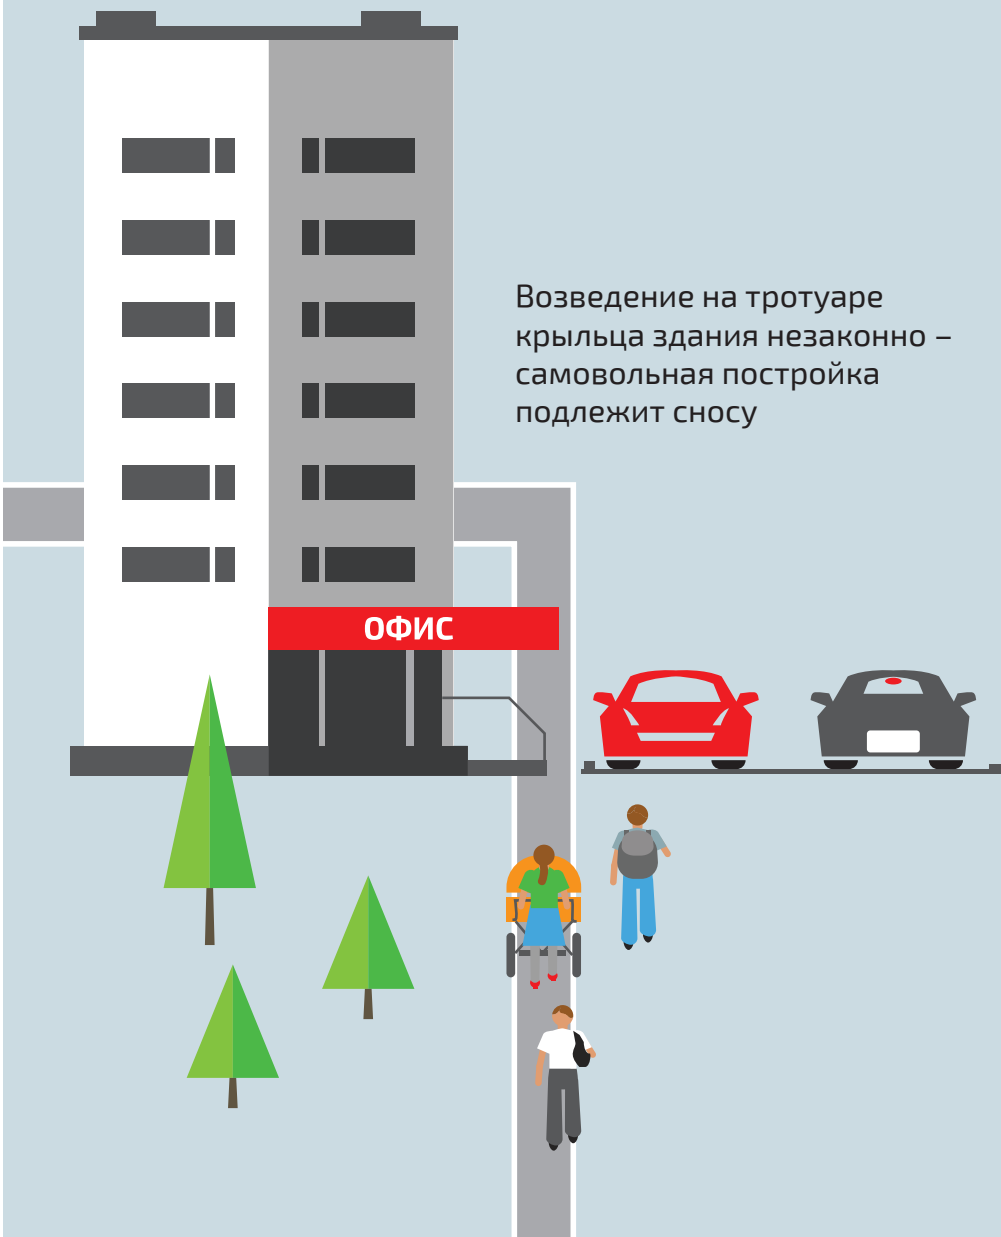 Возведение на тротуаре
крыльца здания незаконно –
самовольная постройка
подлежит сносу
ОФИС